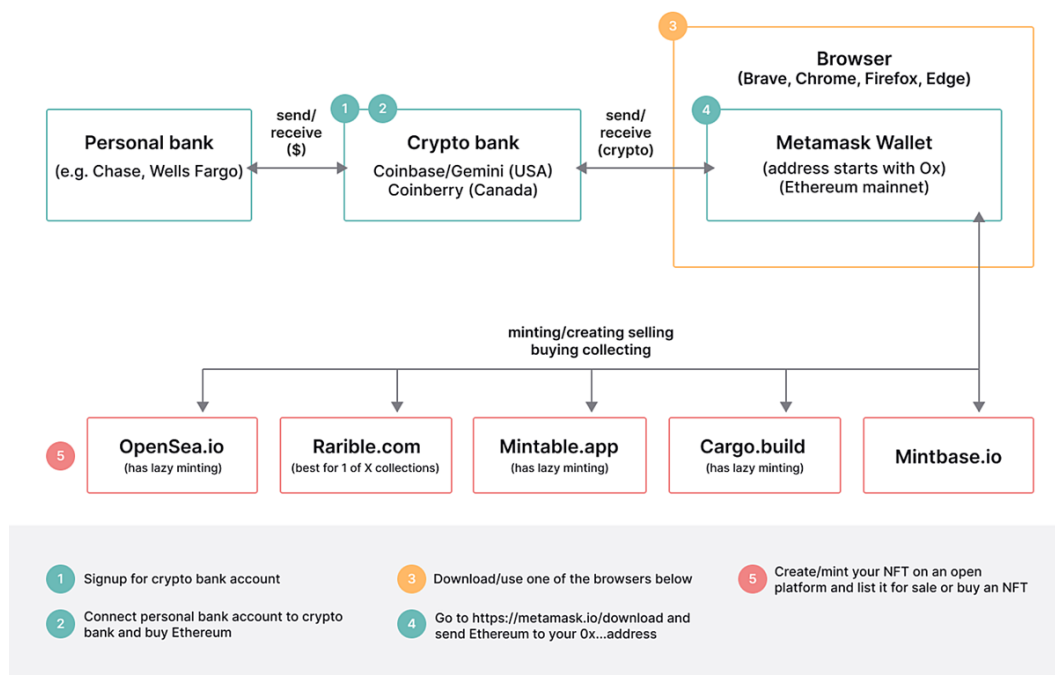 3
Browser
(Brave, Chrome, Firefox, Edge)
1
2
4
send/
receive
($)
send/
receive
(crypto)
Personal bank
(e.g. Chase, Wells Fargo)
Crypto bank
Coinbase/Gemini (USA)
Coinberry (Canada)
Metamask Wallet
(address starts with Ox)
(Ethereum mainnet)
minting/creating selling
buying collecting
5
OpenSea.io
(has lazy minting)
Rarible.com
(best for 1 of X collections)
Mintable.app
(has lazy minting)
Cargo.build
(has lazy minting)
Mintbase.io
1 Signup for crypto bank account
2 Connect personal bank account to crypto
bank and buy Ethereum
3 Download/use one of the browsers below
4 Go to https://metamask.io/download and
send Ethereum to your 0x...address
5 Create/mint your NFT on an open
platform and list it for sale or buy an NFT